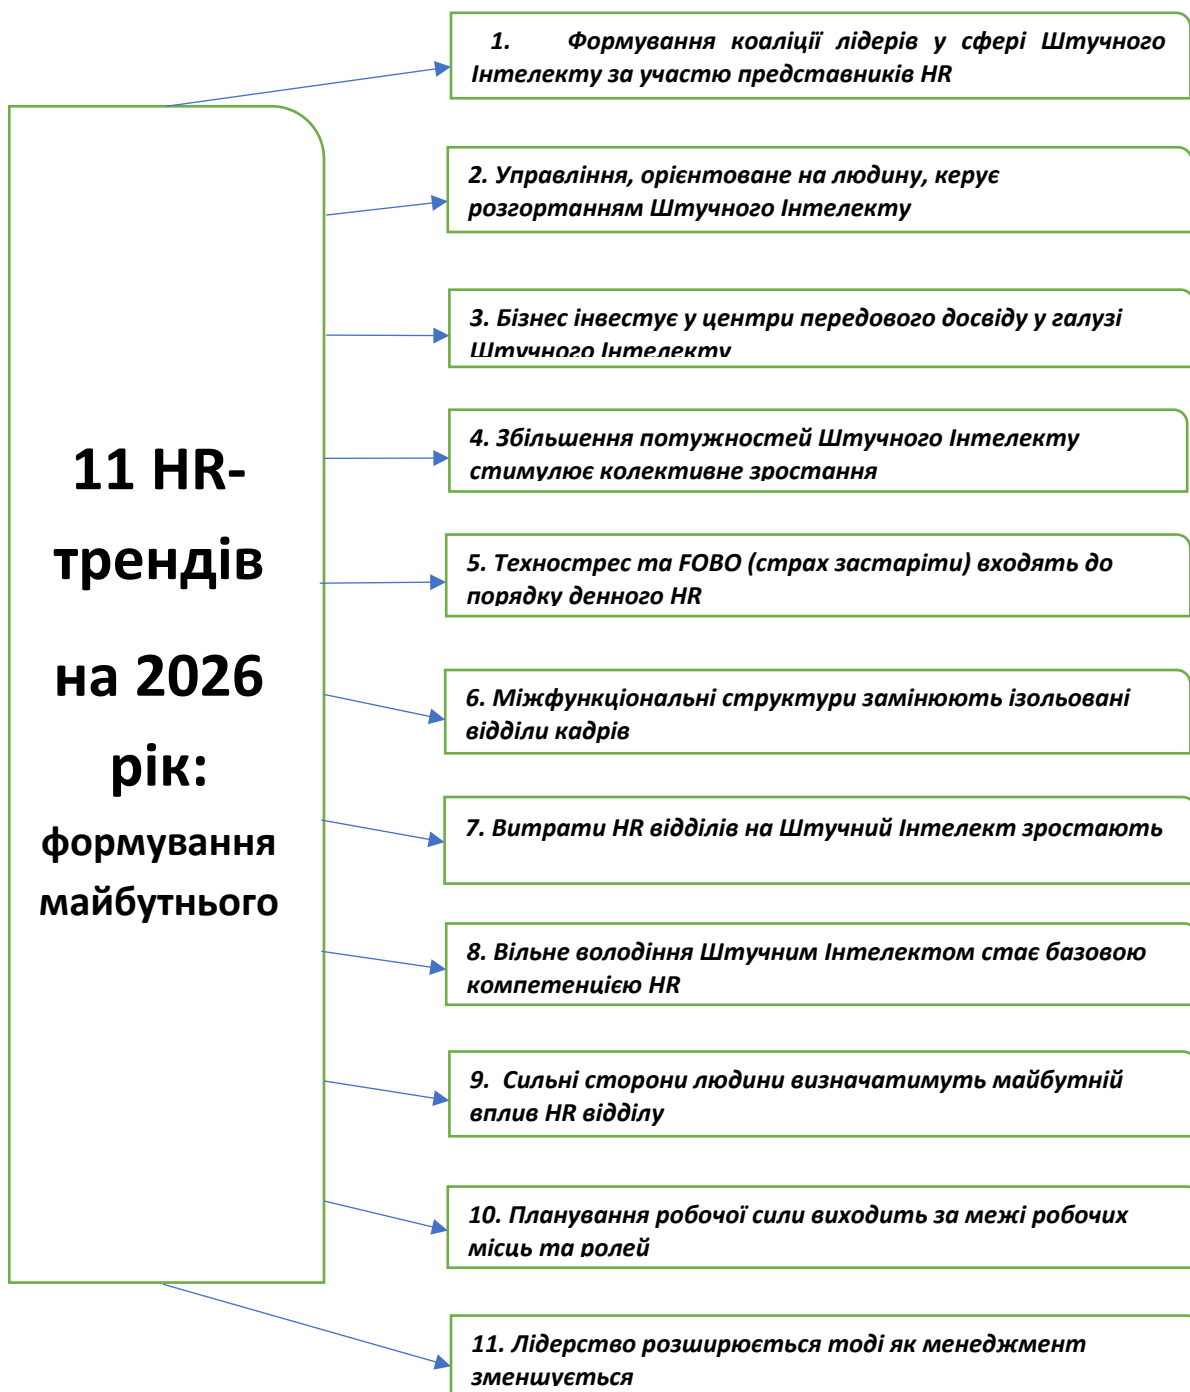 11 HR-
трендів
на 2026
рік:
формування
майбутнього
1. Формування коаліції лідерів у сфері Штучного
Інтелекту за участю представників HR
2. Управління, орієнтоване на людину, керує
розгортанням Штучного Інтелекту
3. Бізнес інвестує у центри передового досвіду у галузі
Штучного Інтелекту
4. Збільшення потужностей Штучного Інтелекту
стимулює колективне зростання
5. Технострес та FOBO (страх застаріти) входять до
порядку денного HR
6. Міжфункціональні структури замінюють ізольовані
відділи кадрів
7. Витрати HR відділів на Штучний Інтелект зростають
8. Вільне володіння Штучним Інтелектом стає базовою
компетенцією HR
9. Сильні сторони людини визначатимуть майбутній
вплив HR відділу
10. Планування робочої сили виходить за межі робочих
місць та ролей
11. Лідерство розширюється тоді як менеджмент
зменшується